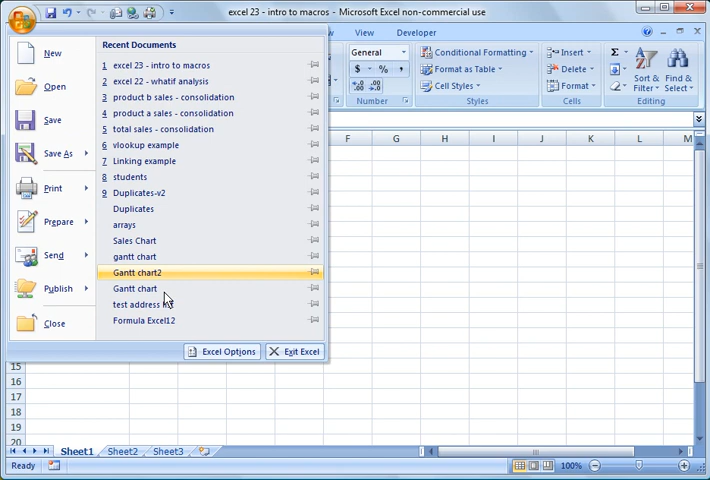 excel 23 - intro to macros - Microsoft Excel non-commercial use
View Developer
New
Open
Save
Save As
Print
Prepare
Send
Publish
Close
Recent Documents
1 excel 23 - intro to macros
2 excel 22 - whatif analysis
3 product b sales - consolidation
4 product a sales - consolidation
5 total sales - consolidation
6 vlookup example
7 Linking example
8 students
9 Duplicates-v2
Duplicates
arrays
Sales Chart
gantt chart
Gantt chart2
Gantt chart
test address
Formula Excel12
Excel Options Exit Excel
General
$ % ,
Number
Conditional Formatting
Format as Table
Cell Styles
Styles
Insert
Delete
Format
Cells
Σ
Sort &
Filter
Find &
Select
Editing
F G H I J K L M
15
16
17
18
19
20
Sheet1 Sheet2 Sheet3
Ready 100%